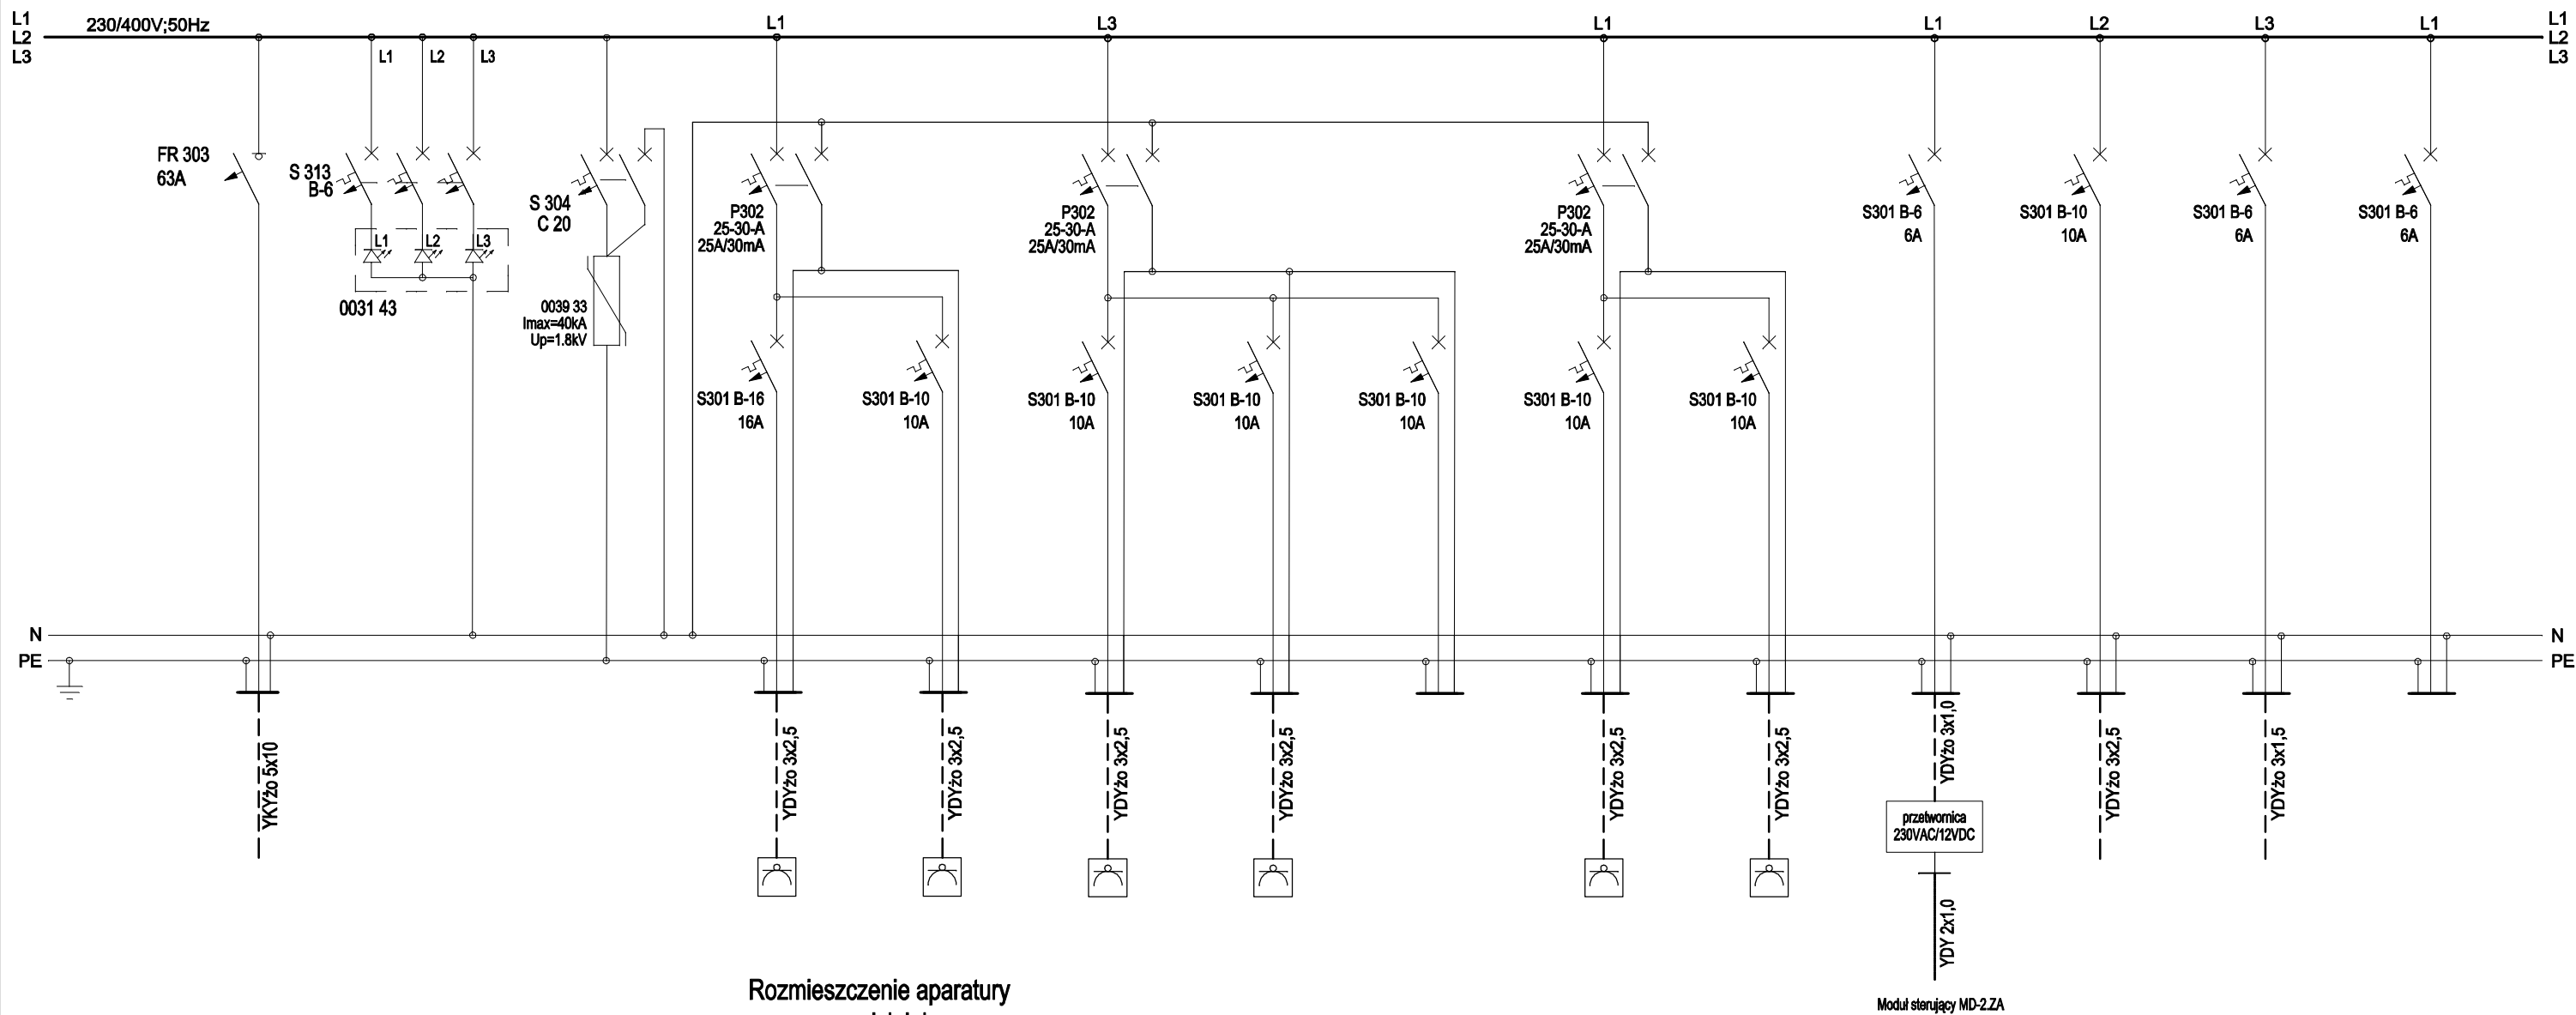 L1
L2
L3
230/400V;50Hz
L1
L3
L1
L1
L2
L3
L1
L1
L2
L3
L1
L2
L3
FR 303
63A
S 313
B-6
L1
L2
L3
0031 43
S 304
C 20
0039 33
Imax=40kA
Up=1.8kV
P302
25-30-A
25A/30mA
P302
25-30-A
25A/30mA
P302
25-30-A
25A/30mA
S301 B-6
6A
S301 B-10
10A
S301 B-6
6A
S301 B-6
6A
S301 B-16
16A
S301 B-10
10A
S301 B-10
10A
S301 B-10
10A
S301 B-10
10A
S301 B-10
10A
S301 B-10
10A
N
N
PE
PE
YKYżo 5x10
YDYżo 3x2,5
YDYżo 3x2,5
YDYżo 3x2,5
YDYżo 3x2,5
YDYżo 3x2,5
YDYżo 3x2,5
YDYżo 3x1,0
YDYżo 3x2,5
YDYżo 3x1,5
przetwornica
230VAC/12VDC
YDY 2x1,0
Moduł sterujący MD-2.ZA
Rozmieszczenie aparatury